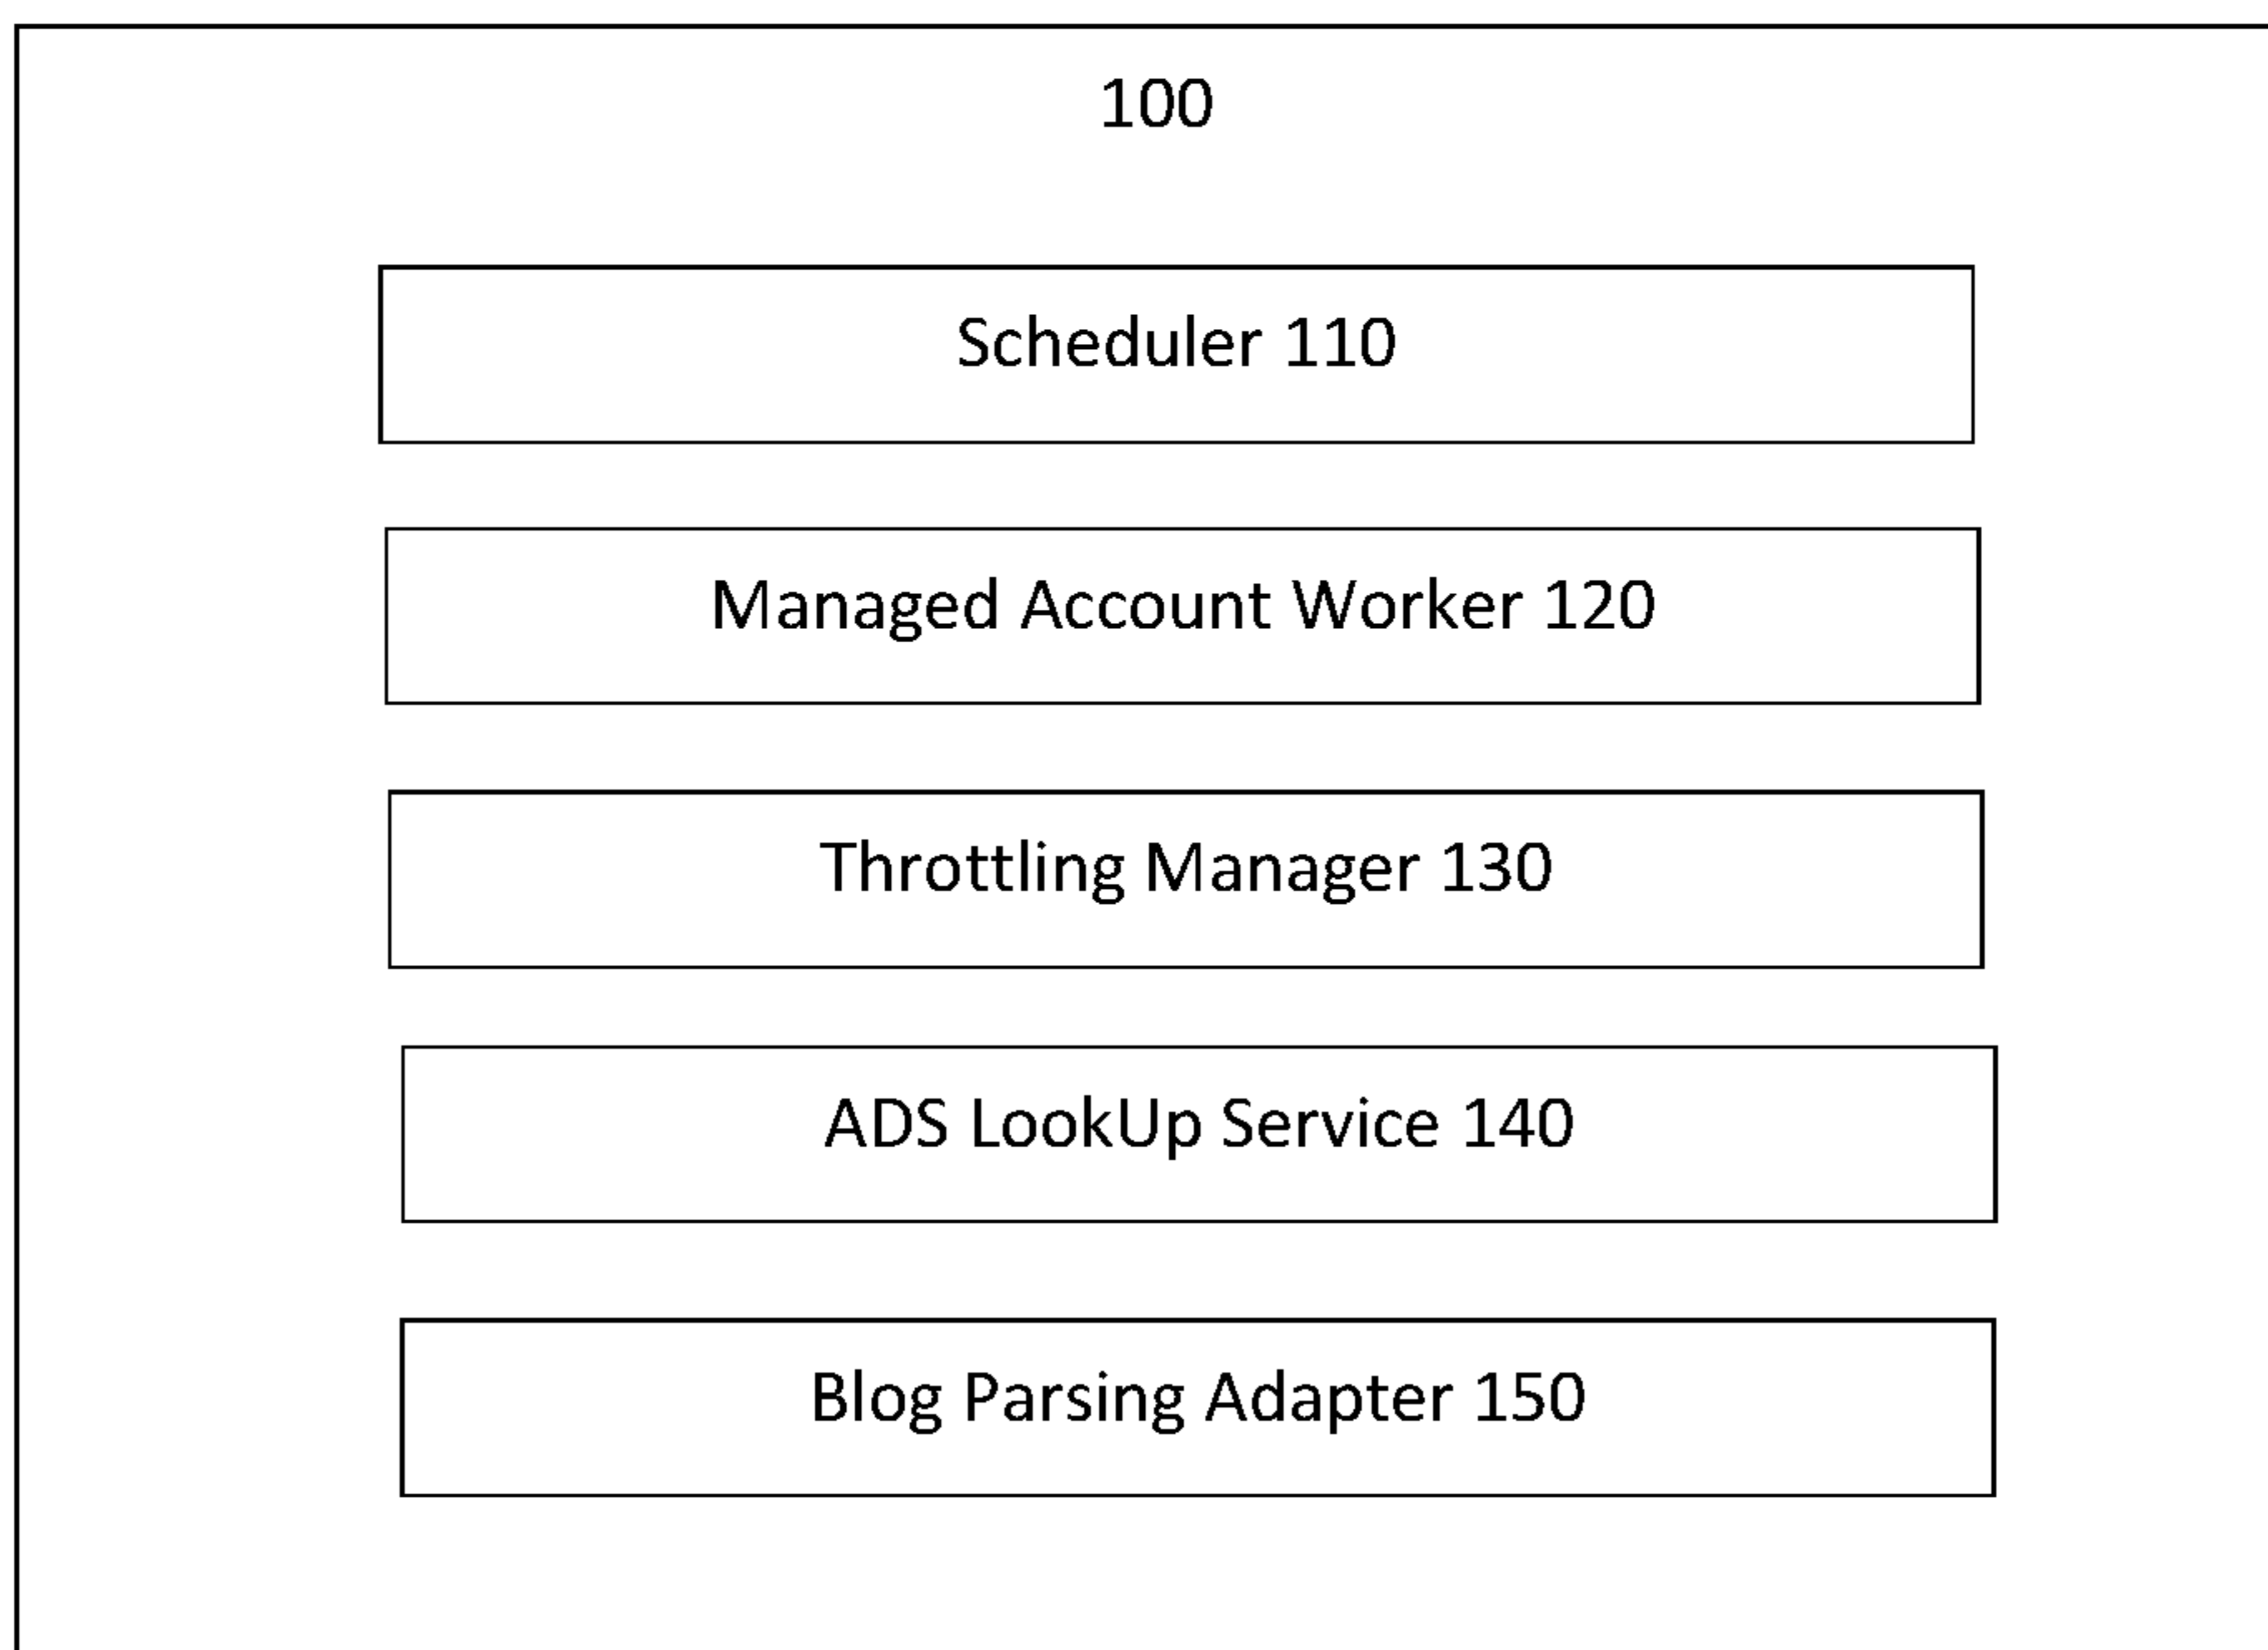 100
Scheduler 110
Managed Account Worker 120
Throttling Manager 130
ADS LookUp Service 140
Blog Parsing Adapter 150